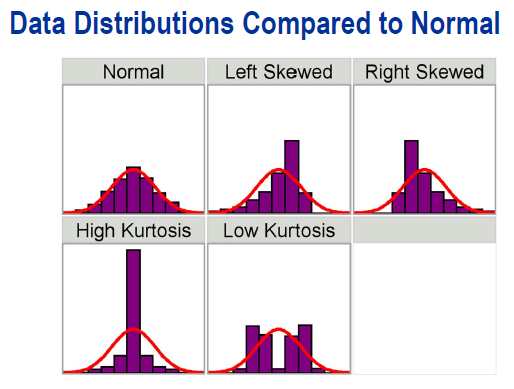 Data Distributions Compared to Normal
Normal
Left Skewed
Right Skewed
High Kurtosis
Low Kurtosis